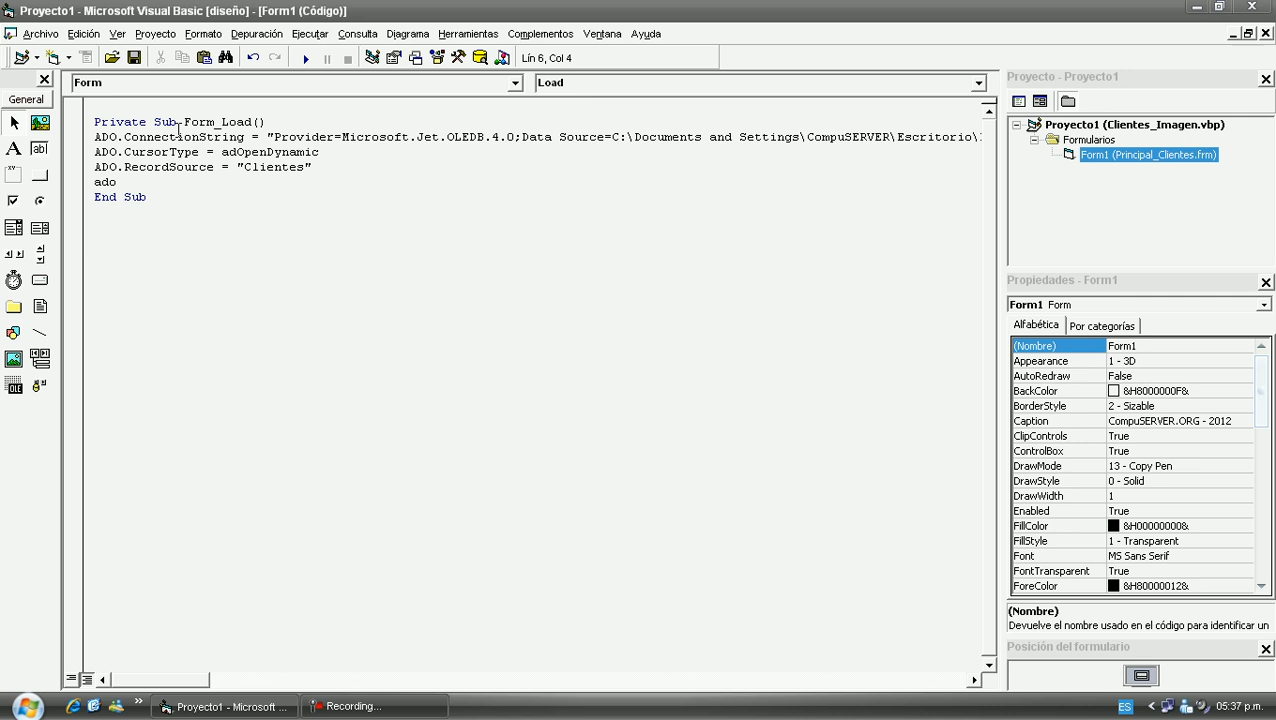 Proyecto1 - Microsoft Visual Basic [diseño] - [Form1 (Código)]
Archivo Edición Ver Proyecto Formato Depuración Ejecutar Consulta Diagrama Herramientas Complementos Ventana Ayuda
Lín 6, Col 4
General
Form
Load
Private Sub Form_Load()
ADO.ConnectionString = "Provider=Microsoft.Jet.OLEDB.4.0;Data Source=C:\Documents and Settings\CompuSERVER\Escritorio\
ADO.CursorType = adOpenDynamic
ADO.RecordSource = "Clientes"
ado
End Sub
Proyecto - Proyecto1
Proyecto1 (Clientes_Imagen.vbp)
Formularios
Form1 (Principal_Clientes.frm)
Propiedades - Form1
Form1 Form
Alfabética Por categorías
(Nombre) Form1
Appearance 1 - 3D
AutoRedraw False
BackColor &H8000000F&
BorderStyle 2 - Sizable
Caption CompuSERVER.ORG - 2012
ClipControls True
ControlBox True
DrawMode 13 - Copy Pen
DrawStyle 0 - Solid
DrawWidth 1
Enabled True
FillColor &H00000000&
FillStyle 1 - Transparent
Font MS Sans Serif
FontTransparent True
ForeColor &H80000012&
(Nombre)
Devuelve el nombre usado en el código para identificar un
Posición del formulario
Proyecto1 - Microsoft ...
Recording...
ES
05:37 p.m.